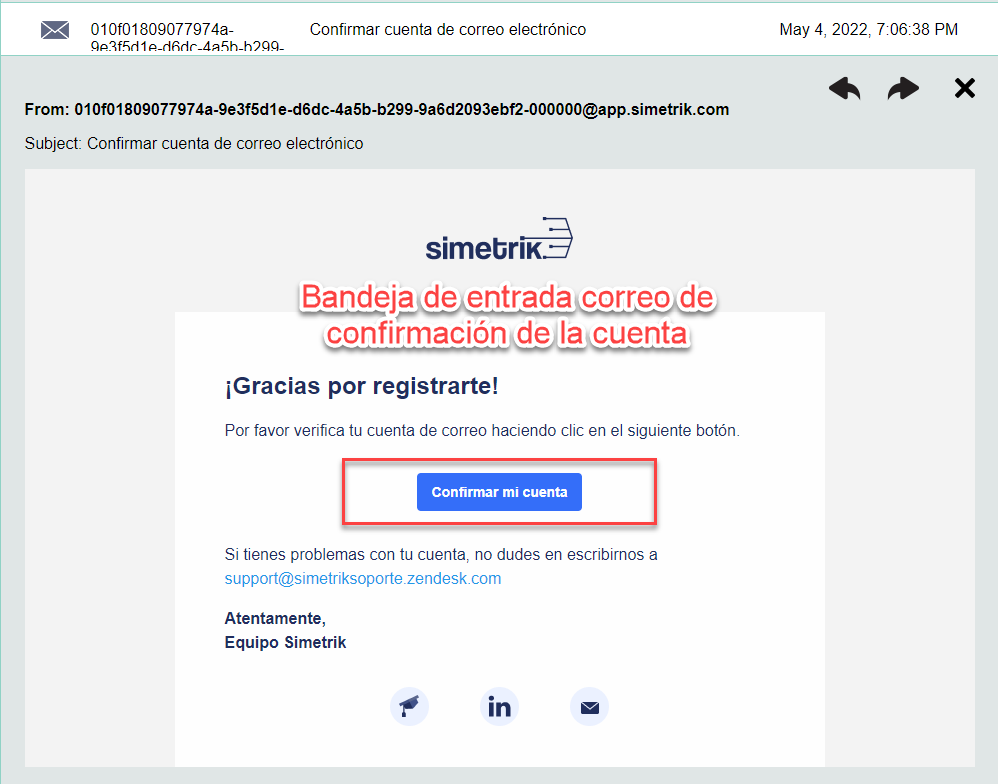 010f01809077974a-
9e3f5d1e-d6dc-4a5b-b299-
Confirmar cuenta de correo electrónico
May 4, 2022, 7:06:38 PM
From: 010f01809077974a-9e3f5d1e-d6dc-4a5b-b299-9a6d2093ebf2-000000@app.simetrik.com
Subject: Confirmar cuenta de correo electrónico
simetrik
Bandeja de entrada correo de
confirmación de la cuenta
¡Gracias por registrarte!
Por favor verifica tu cuenta de correo haciendo clic en el siguiente botón.
Confirmar mi cuenta
Si tienes problemas con tu cuenta, no dudes en escribirnos a
support@simetriksoporte.zendesk.com
Atentamente,
Equipo Simetrik
in